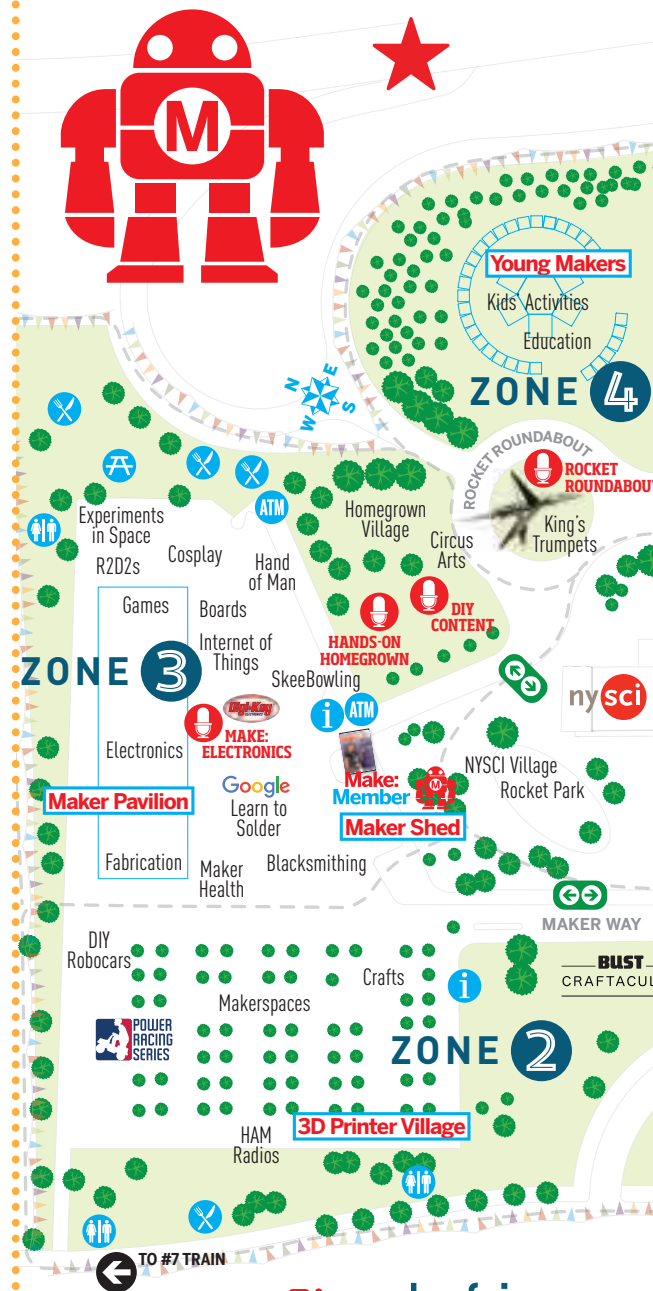 M
Young Makers
Kids' Activities
Education
ZONE 4
N
E
S
W
ROCKET ROUNDABOUT
ROCKET
ROUNDABOUT
King's
Trumpets
ATM
Homegrown
Village
Circus
Arts
Experiments
in Space
R2D2s
Cosplay
Hand
of Man
Games
Boards
Internet of
Things
HANDS-ON
HOMEGROWN
DIY
CONTENT
ZONE 3
SkeeBowling
Digi-Key
i
ATM
nysci
MAKE:
ELECTRONICS
Electronics
Google
Learn to
Solder
Make:
Member
M
Maker Shed
NYSCI Village
Rocket Park
Maker Pavilion
Fabrication
Maker
Health
Blacksmithing
MAKER WAY
DIY
Robocars
Crafts
i
BUST
CRAFTACUL
Makerspaces
POWER
RACING
SERIES
ZONE 2
3D Printer Village
HAM
Radios
TO #7 TRAIN